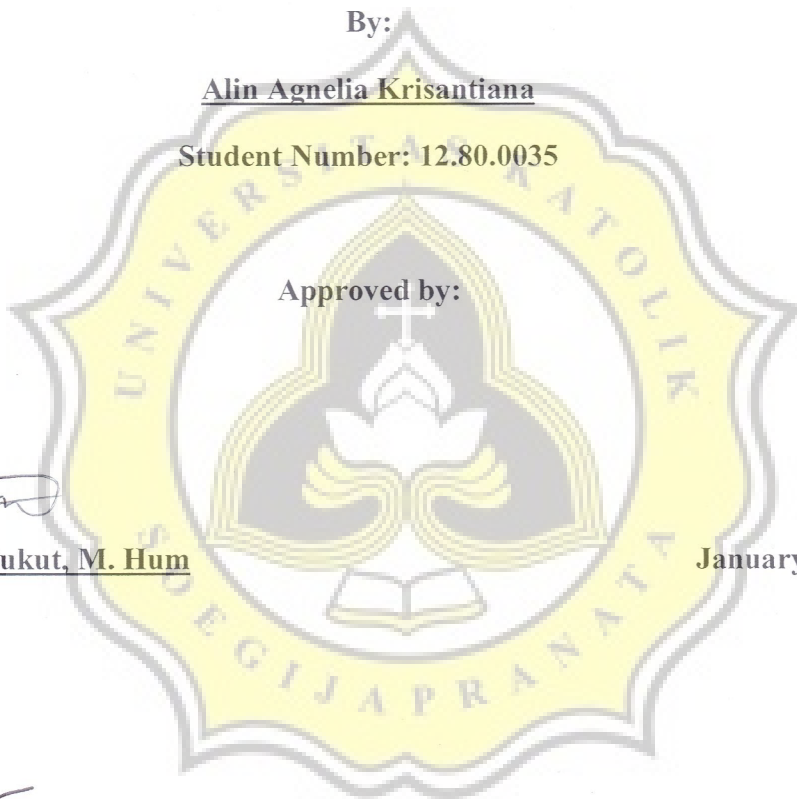 By:
Alin Agnelia Krisantiana
Student Number: 12.80.0035
UNIVERSITAS KATOLIK
Approved by:
ukut, M. Hum
January
SOEGIJAPRANATA